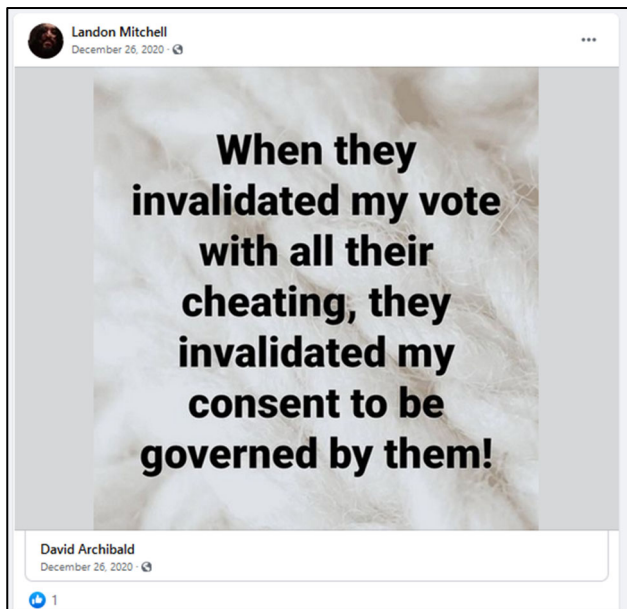 Landon Mitchell
December 26, 2020 ·
When they
invalidated my vote
with all their
cheating, they
invalidated my
consent to be
governed by them!
David Archibald
December 26, 2020 ·
1